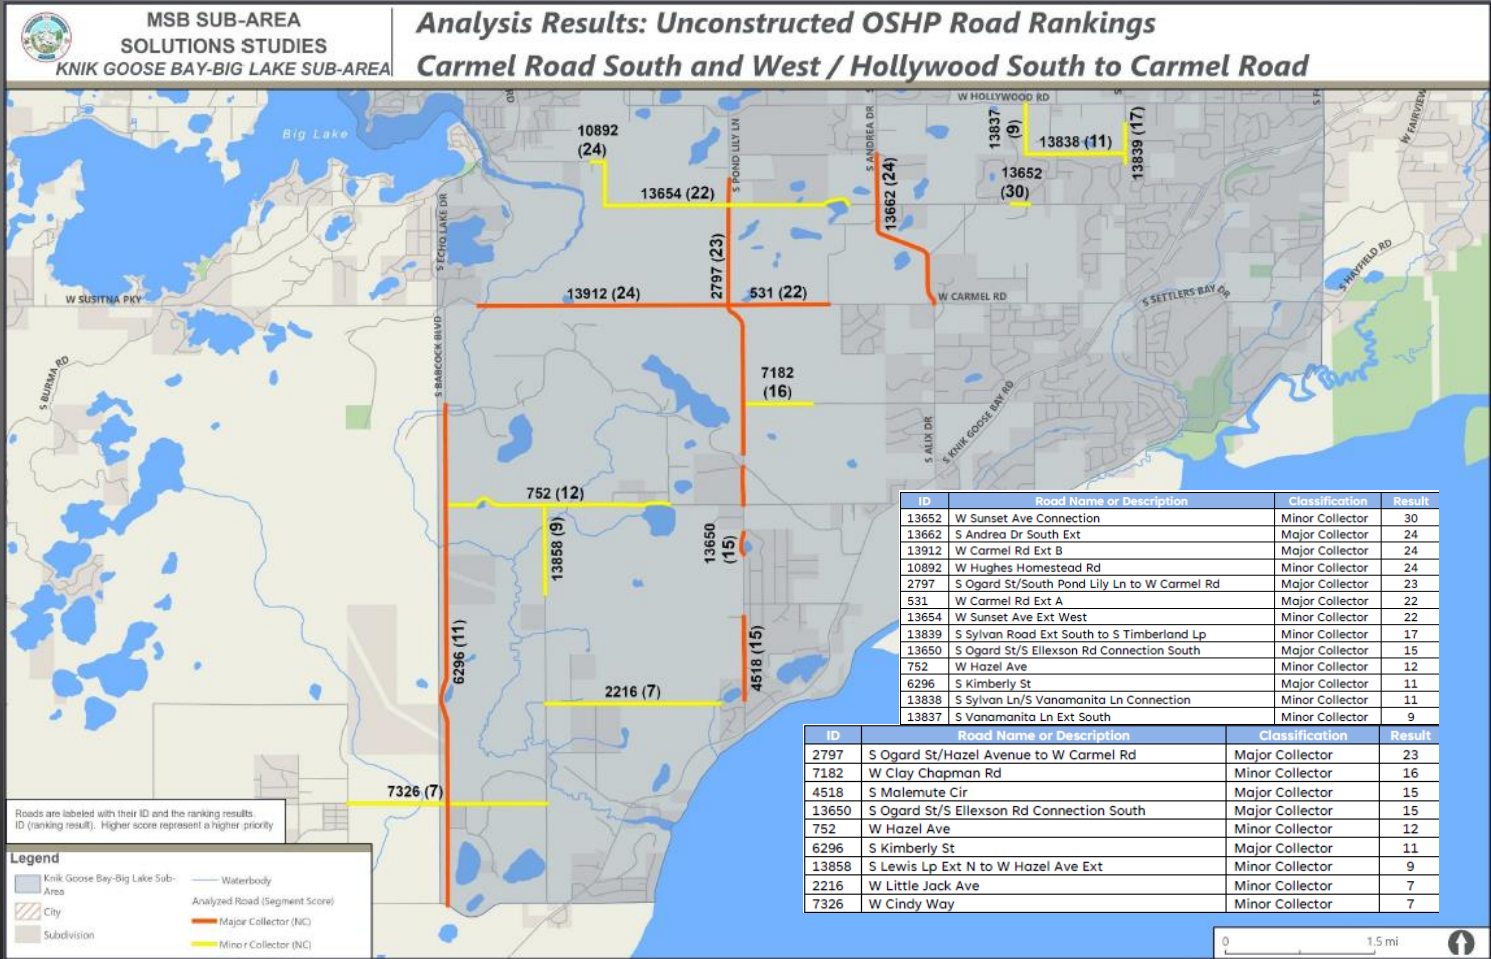 MSB SUB-AREA
SOLUTIONS STUDIES
KNIK GOOSE BAY-BIG LAKE SUB-AREA
Analysis Results: Unconstructed OSHP Road Rankings
Carmel Road South and West / Hollywood South to Carmel Road
Big Lake
RD
S POND LILY LN
S ANDREA DR
W HOLLYWOOD RD
W FAIRVIEW
10892
(24)
13654 (22)
13662 (24)
13837
(9)
13838 (11)
13839 (17)
13652
(30)
S ECHO LAKE DR
2797 (23)
W SUSITNA PKY
13912 (24)
531 (22)
W CARMEL RD
S SETTLERS BAY DR
S HAYFIELD RD
S BABCOCK BLVD
S BURMA RD
7182
(16)
S ALIX DR
S KNIK GOOSE BAY RD
752 (12)
13858 (9)
13650
(15)
6296 (11)
4518 (15)
2216 (7)
7326 (7)
ID Road Name or Description Classification Result
13652 W Sunset Ave Connection Minor Collector 30
13662 S Andrea Dr South Ext Major Collector 24
13912 W Carmel Rd Ext B Major Collector 24
10892 W Hughes Homestead Rd Minor Collector 24
2797 S Ogard St/South Pond Lily Ln to W Carmel Rd Major Collector 23
531 W Carmel Rd Ext A Major Collector 22
13654 W Sunset Ave Ext West Minor Collector 22
13839 S Sylvan Road Ext South to S Timberland Lp Minor Collector 17
13650 S Ogard St/S Ellexson Rd Connection South Major Collector 15
752 W Hazel Ave Minor Collector 12
6296 S Kimberly St Major Collector 11
13838 S Sylvan Ln/S Vanamanita Ln Connection Minor Collector 11
13837 S Vanamanita Ln Ext South Minor Collector 9
ID Road Name or Description Classification Result
2797 S Ogard St/Hazel Avenue to W Carmel Rd Major Collector 23
7182 W Clay Chapman Rd Minor Collector 16
4518 S Malemute Cir Major Collector 15
13650 S Ogard St/S Ellexson Rd Connection South Major Collector 15
752 W Hazel Ave Minor Collector 12
6296 S Kimberly St Major Collector 11
13858 S Lewis Lp Ext N to W Hazel Ave Ext Minor Collector 9
2216 W Little Jack Ave Minor Collector 7
7326 W Cindy Way Minor Collector 7
Roads are labeled with their ID and the ranking results.
ID (ranking result). Higher score represent a higher priority
Legend
Knik Goose Bay-Big Lake Sub-
Area
City
Subdivision
Waterbody
Analyzed Road (Segment Score)
Major Collector (NC)
Minor Collector (NC)
0 1.5 mi